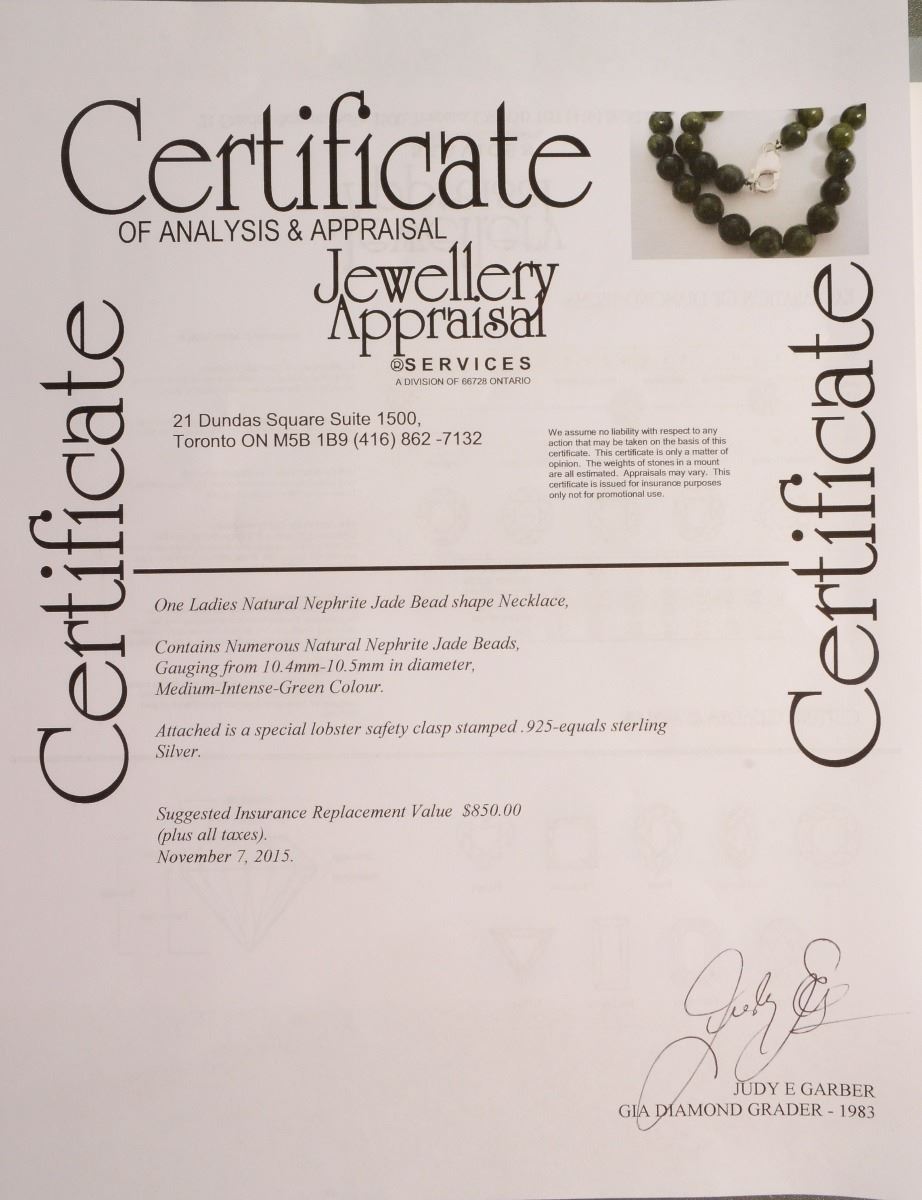 Certificate
OF ANALYSIS & APPRAISAL
Jewellery
Appraisal
®SERVICES
A DIVISION OF 66728 ONTARIO
Certificate
Certificate
21 Dundas Square Suite 1500,
Toronto ON M5B 1B9 (416) 862 -7132
We assume no liability with respect to any
action that may be taken on the basis of this
certificate. This certificate is only a matter of
opinion. The weights of stones in a mount
are all estimated. Appraisals may vary. This
certificate is issued for insurance purposes
only not for promotional use.
One Ladies Natural Nephrite Jade Bead shape Necklace,
Contains Numerous Natural Nephrite Jade Beads,
Gauging from 10.4mm-10.5mm in diameter,
Medium-Intense-Green Colour.
Attached is a special lobster safety clasp stamped .925-equals sterling
Silver.
Suggested Insurance Replacement Value $850.00
(plus all taxes).
November 7, 2015.
Judy
JUDY E GARBER
GIA DIAMOND GRADER - 1983